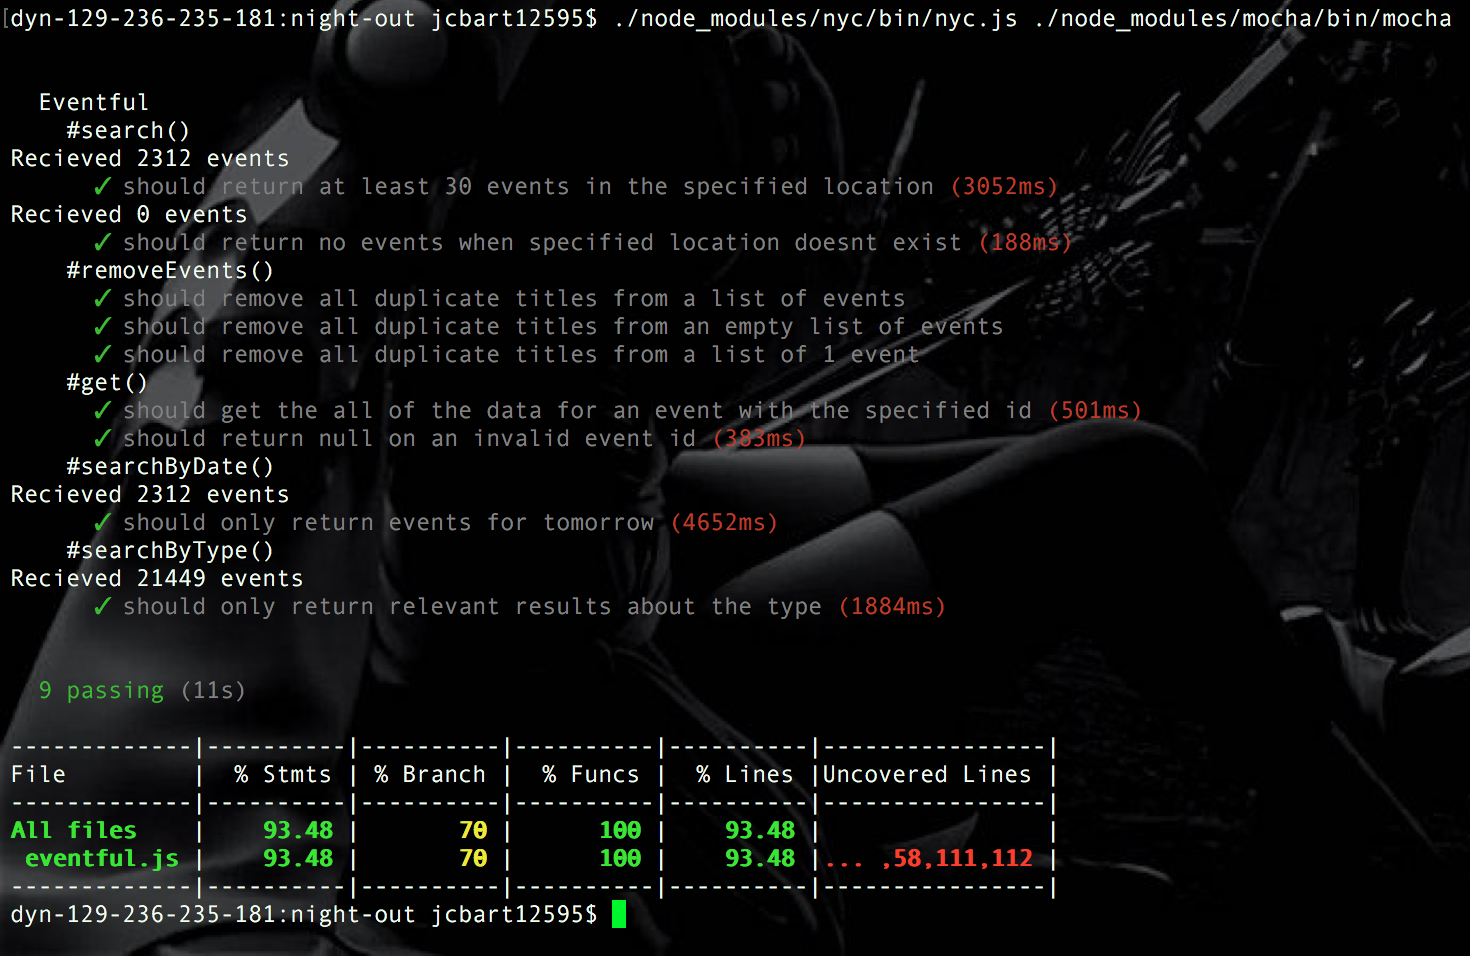 [dyn-129-236-235-181:night-out jcbart12595$ ./node_modules/nyc/bin/nyc.js ./node_modules/mocha/bin/mocha
Eventful
#search()
Recieved 2312 events
✓ should return at least 30 events in the specified location (3052ms)
Recieved 0 events
✓ should return no events when specified location doesnt exist (188ms)
#removeEvents()
✓ should remove all duplicate titles from a list of events
✓ should remove all duplicate titles from an empty list of events
✓ should remove all duplicate titles from a list of 1 event
#get()
✓ should get the all of the data for an event with the specified id (501ms)
✓ should return null on an invalid event id (383ms)
#searchByDate()
Recieved 2312 events
✓ should only return events for tomorrow (4652ms)
#searchByType()
Recieved 21449 events
✓ should only return relevant results about the type (1884ms)
9 passing (11s)
-------------|----------|----------|----------|----------|----------------|
File         |  % Stmts | % Branch |  % Funcs |  % Lines |Uncovered Lines |
-------------|----------|----------|----------|----------|----------------|
All files    |    93.48 |       70 |      100 |    93.48 |                |
 eventful.js |    93.48 |       70 |      100 |    93.48 |... ,58,111,112 |
-------------|----------|----------|----------|----------|----------------|
dyn-129-236-235-181:night-out jcbart12595$